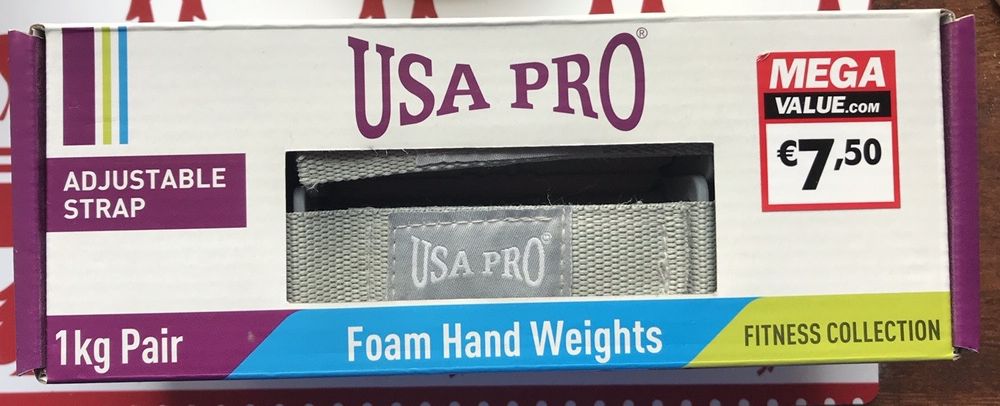 USA PRO®
MEGA
VALUE.COM
€7,50
ADJUSTABLE
STRAP
USA PRO®
1kg Pair
Foam Hand Weights
FITNESS COLLECTION